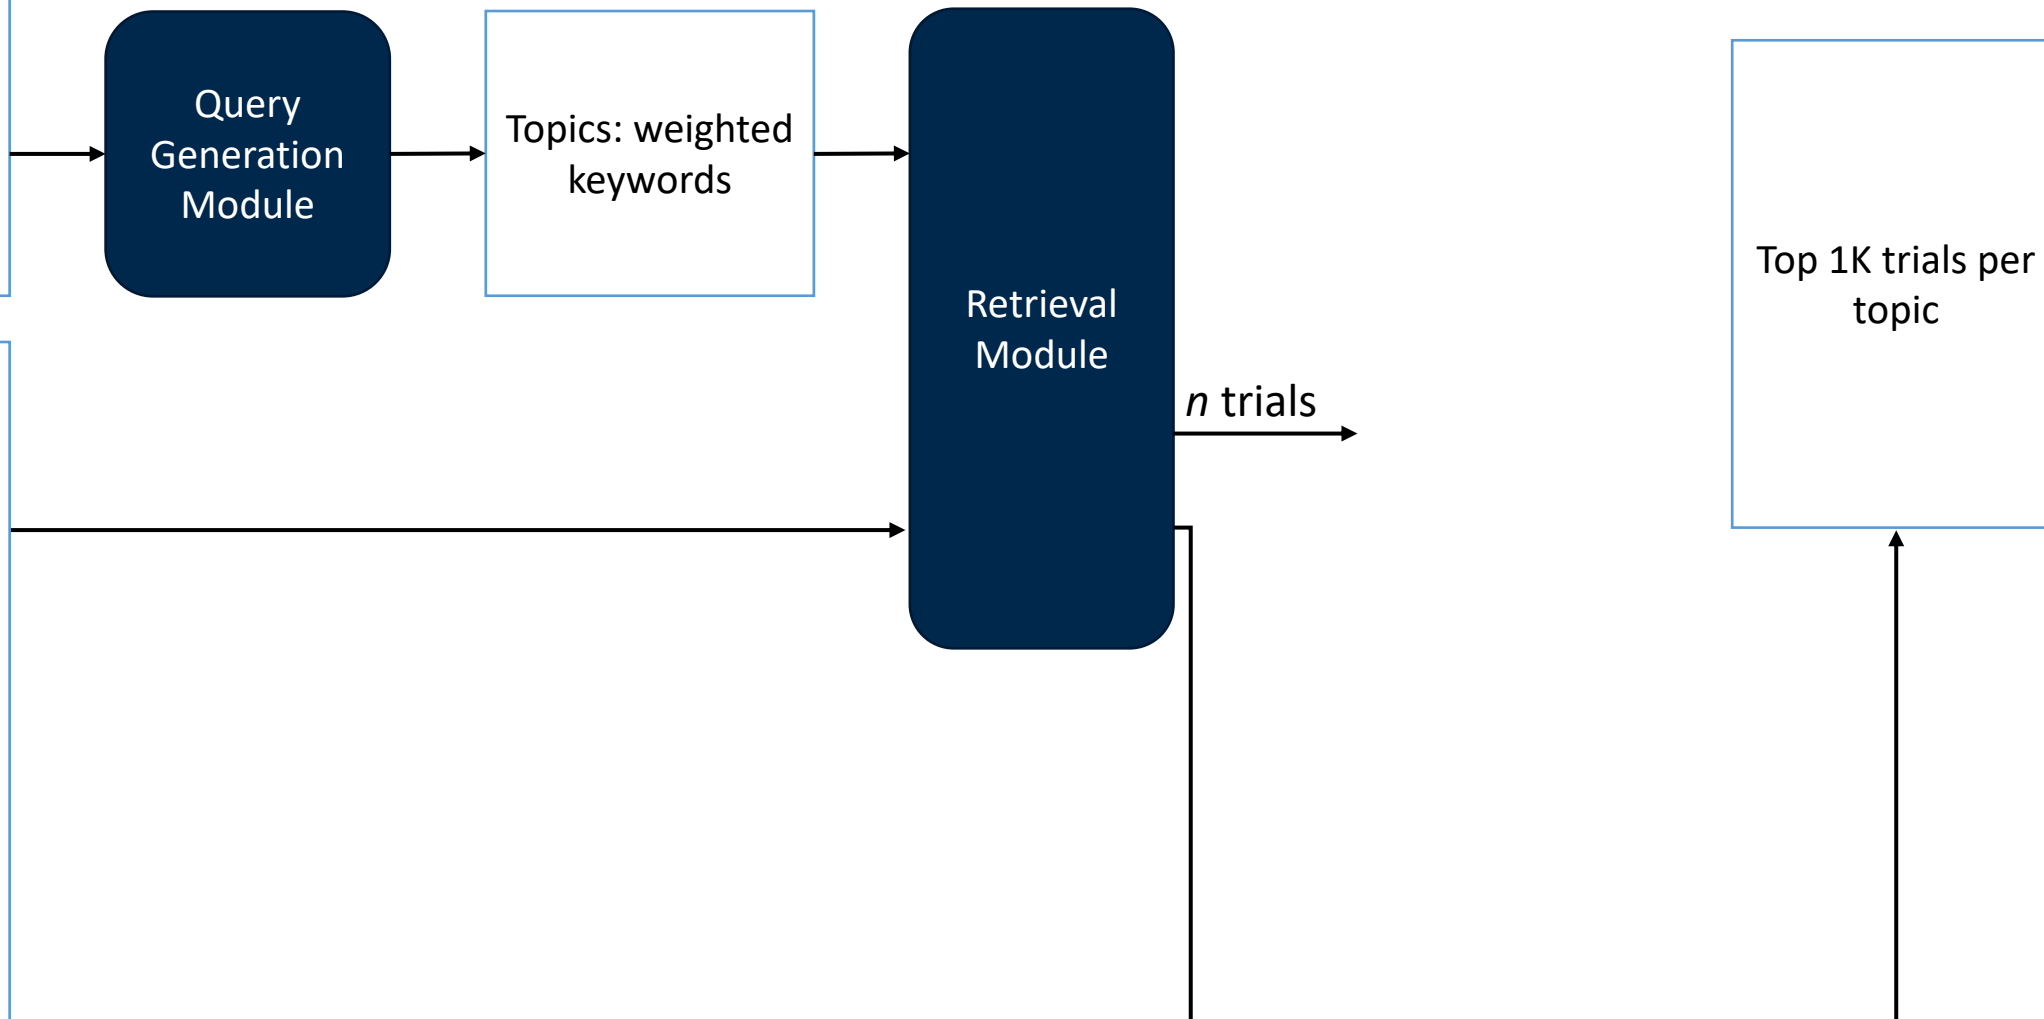 Query
Generation
Module
Topics: weighted
keywords
Retrieval
Module
n trials
Top 1K trials per
topic